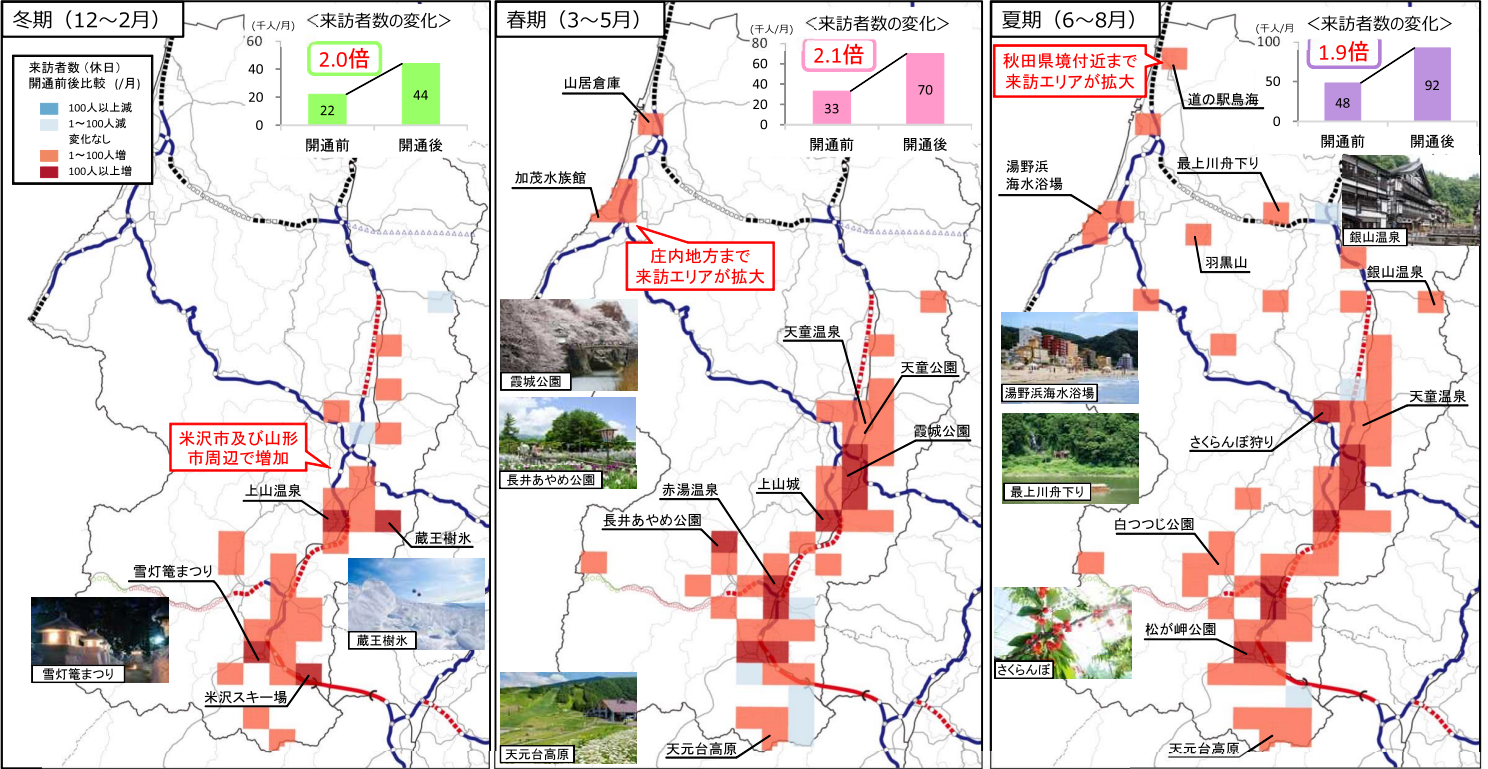 冬期（12～2月）
（千人/月）
＜来訪者数の変化＞
60
40
20
0
2.0倍
22
44
開通前
開通後
来訪者数（休日）
開通前後比較 （/月）
100人以上減
1～100人減
変化なし
1～100人増
100人以上増
米沢市及び山形
市周辺で増加
上山温泉
蔵王樹氷
雪灯篭まつり
雪灯篭まつり
蔵王樹氷
米沢スキー場
春期（3～5月）
（千人/月）
＜来訪者数の変化＞
80
60
40
20
0
2.1倍
33
70
開通前
開通後
山居倉庫
加茂水族館
庄内地方まで
来訪エリアが拡大
霞城公園
天童温泉
天童公園
霞城公園
長井あやめ公園
赤湯温泉
上山城
長井あやめ公園
天元台高原
天元台高原
夏期（6～8月）
（千人/月
＜来訪者数の変化＞
100
50
0
1.9倍
48
92
開通前
開通後
秋田県境付近まで
来訪エリアが拡大
道の駅鳥海
湯野浜
海水浴場
最上川舟下り
銀山温泉
羽黒山
銀山温泉
湯野浜海水浴場
天童温泉
さくらんぼ狩り
最上川舟下り
白つつじ公園
松が岬公園
さくらんぼ
天元台高原